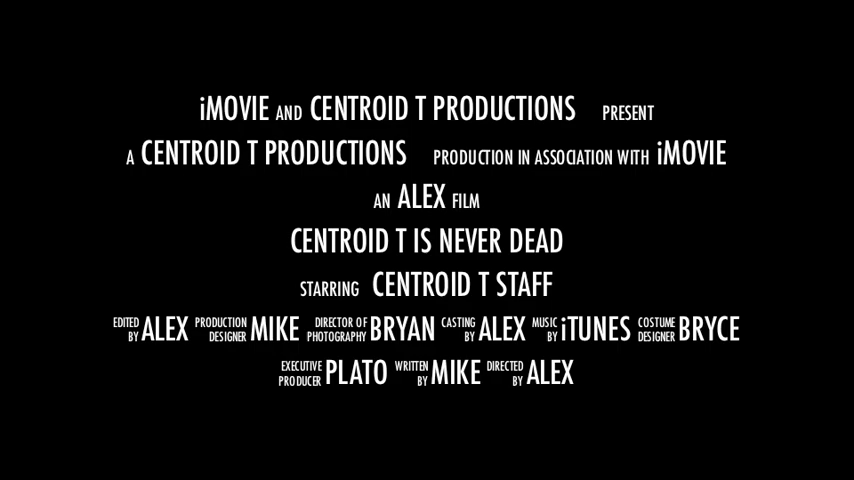 iMOVIE AND CENTROID T PRODUCTIONS PRESENT
A CENTROID T PRODUCTIONS PRODUCTION IN ASSOCIATION WITH iMOVIE
AN ALEX FILM
CENTROID T IS NEVER DEAD
STARRING CENTROID T STAFF
EDITED BY ALEX PRODUCTION DESIGNER MIKE DIRECTOR OF PHOTOGRAPHY BRYAN CASTING BY ALEX MUSIC BY iTUNES COSTUME DESIGNER BRYCE
EXECUTIVE PRODUCER PLATO WRITTEN BY MIKE DIRECTED BY ALEX